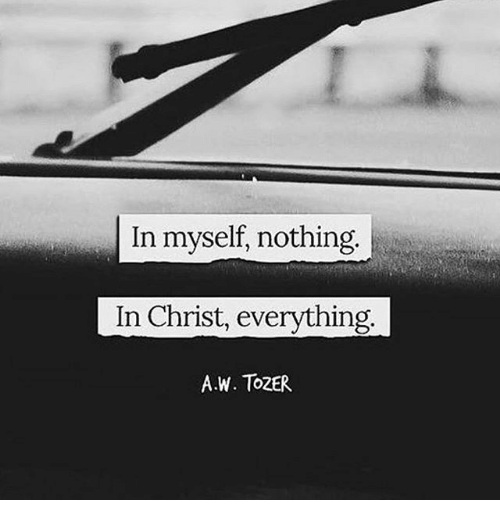 In myself, nothing.
In Christ, everything.
A.W. TOZER